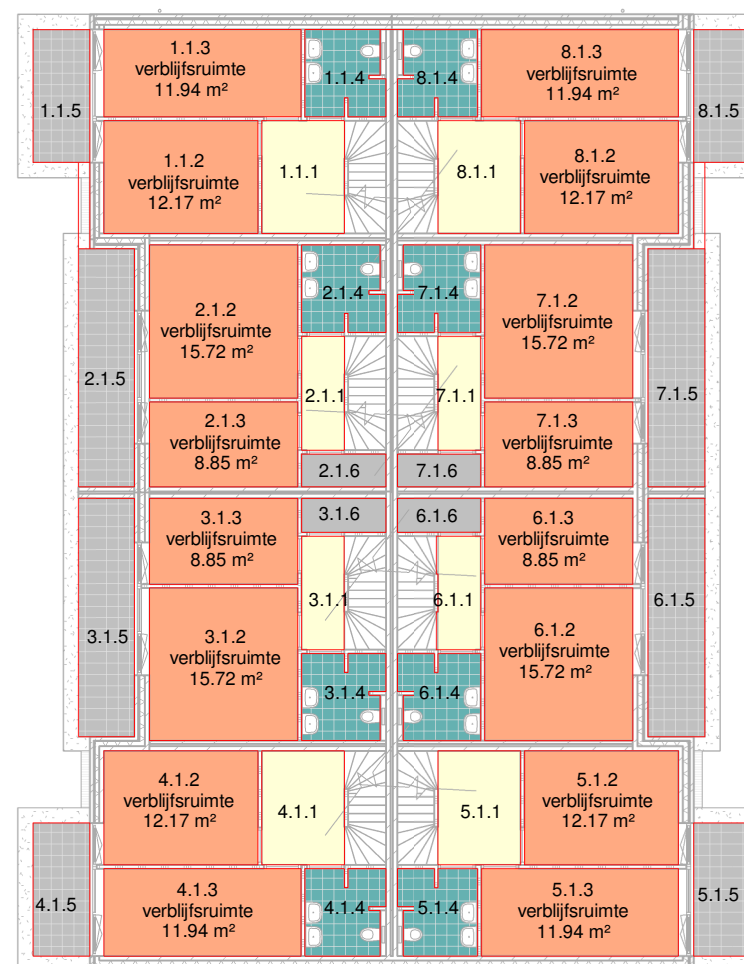 1.1.3
verblijfsruimte
11.94 m²
1.1.4
8.1.4
8.1.3
verblijfsruimte
11.94 m²
1.1.5
8.1.5
1.1.2
verblijfsruimte
12.17 m²
1.1.1
8.1.1
8.1.2
verblijfsruimte
12.17 m²
2.1.4
7.1.4
2.1.2
verblijfsruimte
15.72 m²
7.1.2
verblijfsruimte
15.72 m²
2.1.5
2.1.1
7.1.1
7.1.5
2.1.3
verblijfsruimte
8.85 m²
7.1.3
verblijfsruimte
8.85 m²
2.1.6
7.1.6
3.1.6
6.1.6
3.1.3
verblijfsruimte
8.85 m²
6.1.3
verblijfsruimte
8.85 m²
3.1.1
6.1.1
3.1.5
3.1.2
verblijfsruimte
15.72 m²
6.1.2
verblijfsruimte
15.72 m²
6.1.5
3.1.4
6.1.4
4.1.2
verblijfsruimte
12.17 m²
4.1.1
5.1.1
5.1.2
verblijfsruimte
12.17 m²
4.1.5
4.1.3
verblijfsruimte
11.94 m²
4.1.4
5.1.4
5.1.3
verblijfsruimte
11.94 m²
5.1.5